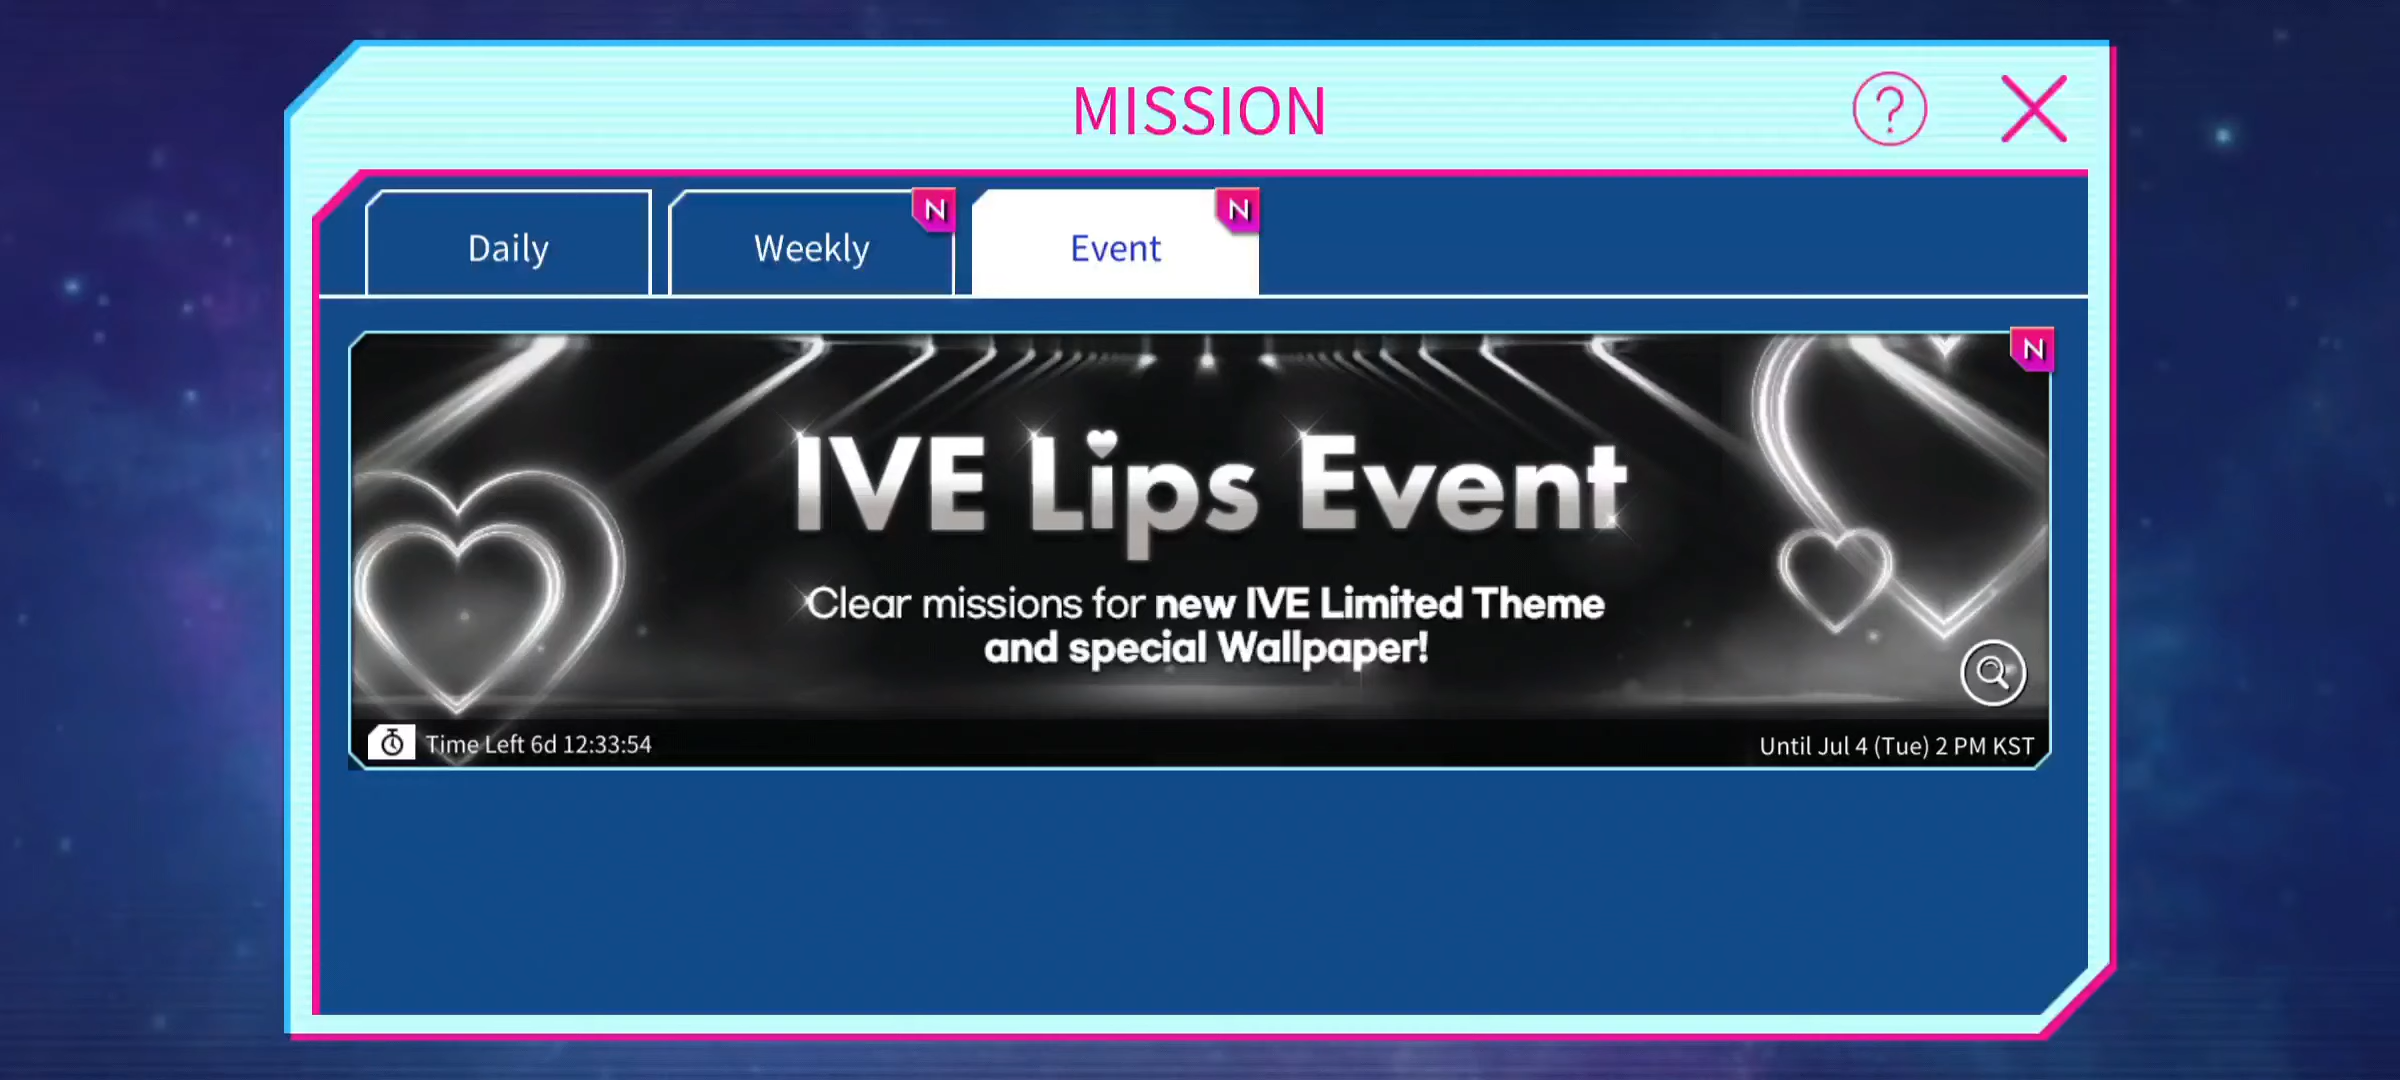 MISSION
?
Daily
Weekly
N
Event
N
N
IVE Lips Event
Clear missions for new IVE Limited Theme
and special Wallpaper!
Time Left 6d 12:33:54
Until Jul 4 (Tue) 2 PM KST